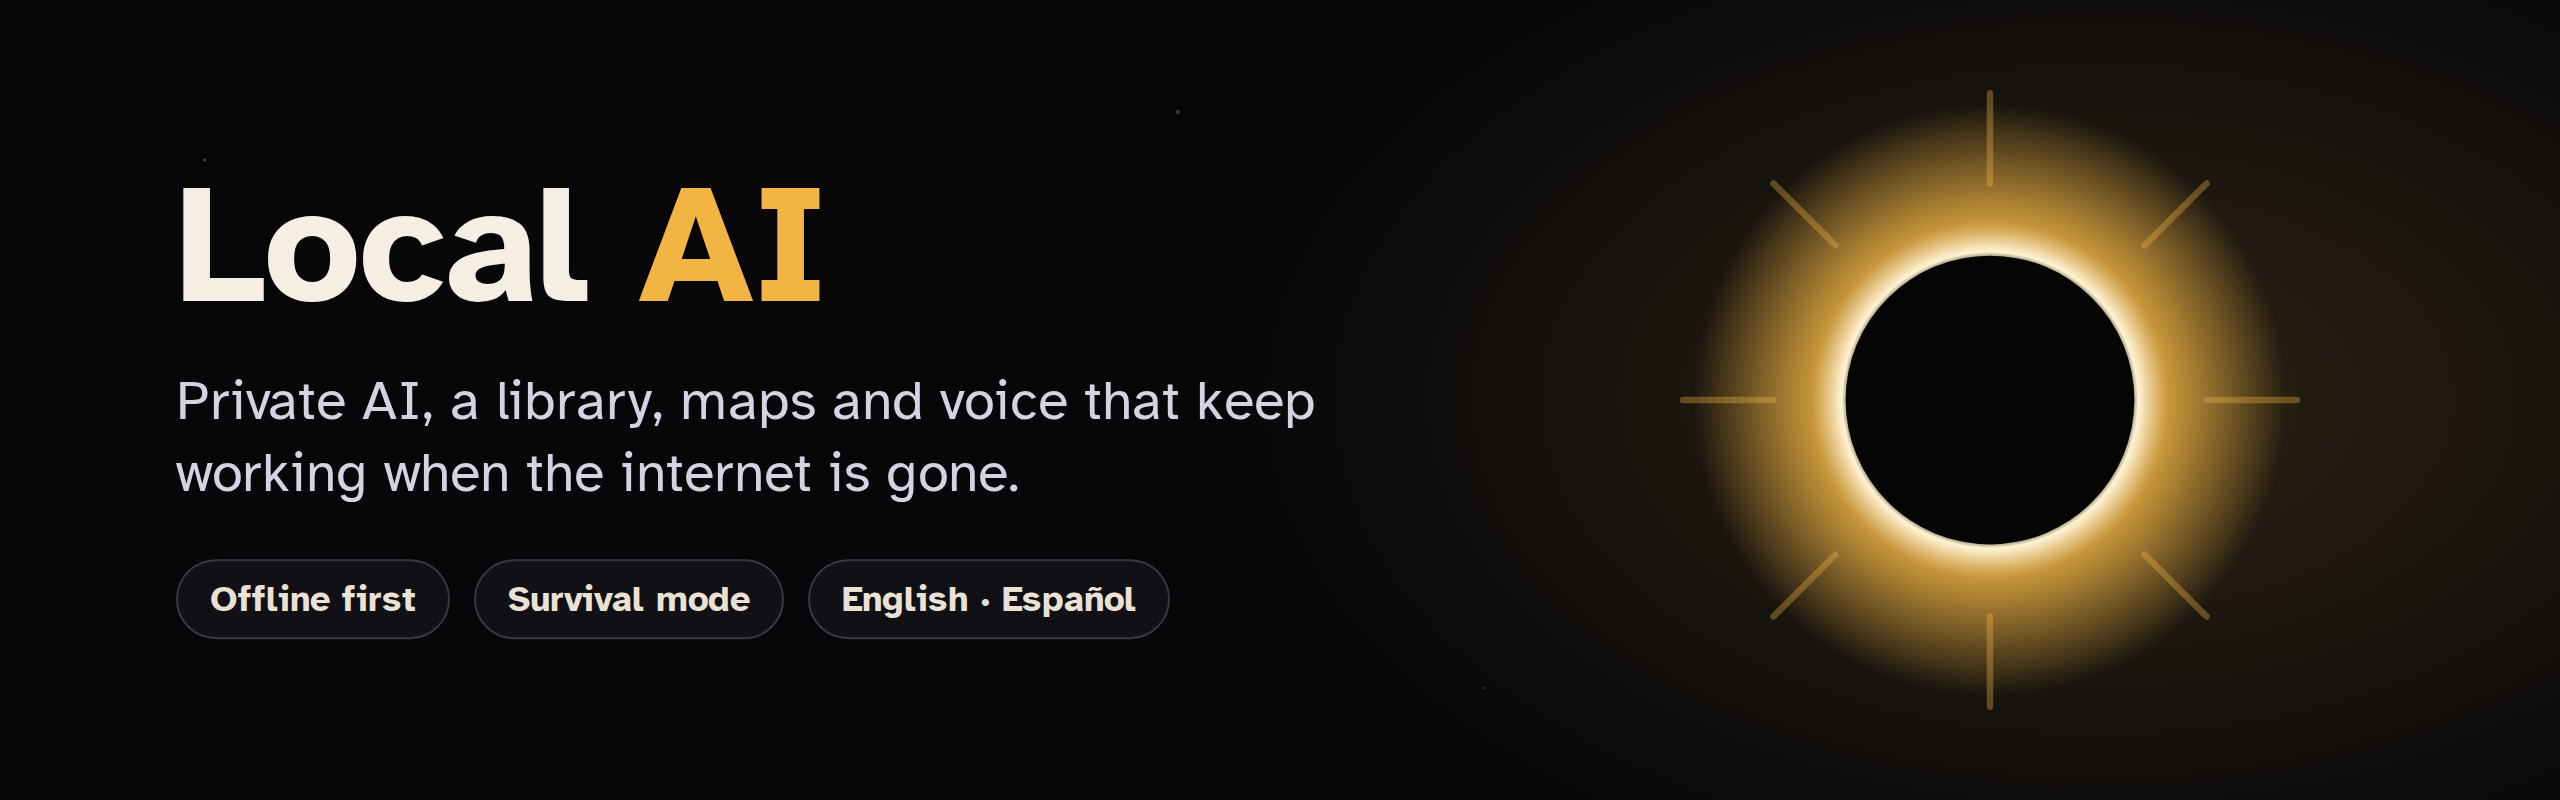 Local AI
Private AI, a library, maps and voice that keep
working when the internet is gone.
Offline first
Survival mode
English · Español